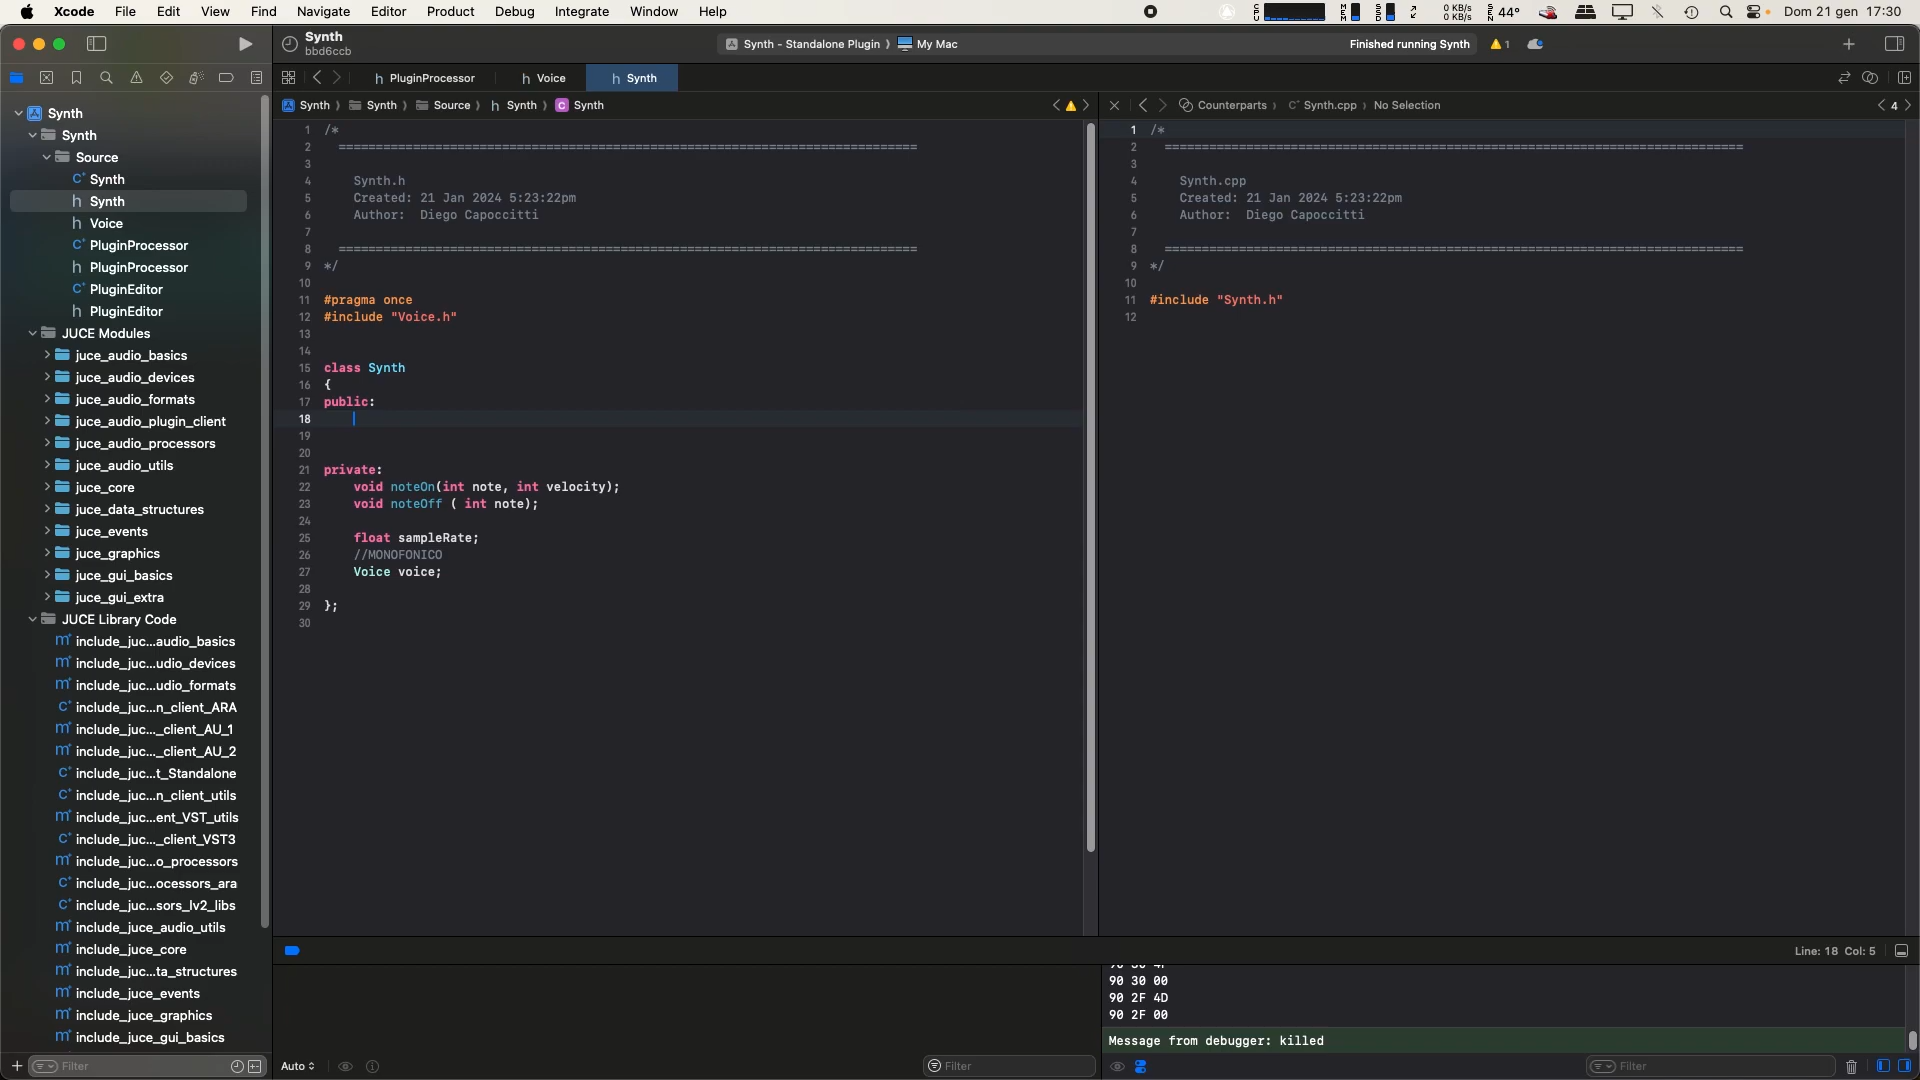 Xcode File Edit View Find Navigate Editor Product Debug Integrate Window Help
0 KB/s
0 KB/s
44° Dom 21 gen 17:30
Synth
bbd6ccb
Synth - Standalone Plugin ⟩ My Mac
Finished running Synth
1
PluginProcessor
Voice
Synth
Synth
Synth
Source
Synth
Synth
Voice
PluginProcessor
PluginProcessor
PluginEditor
PluginEditor
JUCE Modules
juce_audio_basics
juce_audio_devices
juce_audio_formats
juce_audio_plugin_client
juce_audio_processors
juce_audio_utils
juce_core
juce_data_structures
juce_events
juce_graphics
juce_gui_basics
juce_gui_extra
JUCE Library Code
include_juc...audio_basics
include_juc...udio_devices
include_juc...udio_formats
include_juc...n_client_ARA
include_juc..._client_AU_1
include_juc..._client_AU_2
include_juc...t_Standalone
include_juc...n_client_utils
include_juc...ent_VST_utils
include_juc..._client_VST3
include_juc...o_processors
include_juc...ocessors_ara
include_juc...sors_lv2_libs
include_juce_audio_utils
include_juce_core
include_juc...ta_structures
include_juce_events
include_juce_graphics
include_juce_gui_basics
Filter
Synth ⟩ Synth ⟩ Source ⟩ h Synth ⟩ C Synth
1 /*
2 ==============================================================================
3
4 Synth.h
5 Created: 21 Jan 2024 5:23:22pm
6 Author:  Diego Capoccitti
7
8 ==============================================================================
9 */
10
11 #pragma once
12 #include "Voice.h"
13
14
15 class Synth
16 {
17 public:
18
19
20
21 private:
22 void noteOn(int note, int velocity);
23 void noteOff ( int note);
24
25 float sampleRate;
26 //MONOFONICO
27 Voice voice;
28
29 };
30
Counterparts ⟩ Synth.cpp ⟩ No Selection
4
1 /*
2 ==============================================================================
3
4 Synth.cpp
5 Created: 21 Jan 2024 5:23:22pm
6 Author:  Diego Capoccitti
7
8 ==============================================================================
9 */
10
11 #include "Synth.h"
12
Line: 18 Col: 5
90 30 00
90 2F 4D
90 2F 00
Message from debugger: killed
Auto
Filter
Filter